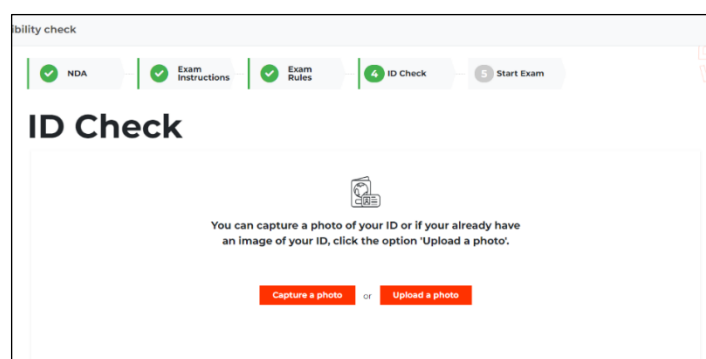 ibility check
NDA
Exam
Instructions
Exam
Rules
4 ID Check
5 Start Exam
ID Check
You can capture a photo of your ID or if your already have
an image of your ID, click the option 'Upload a photo'.
Capture a photo or Upload a photo